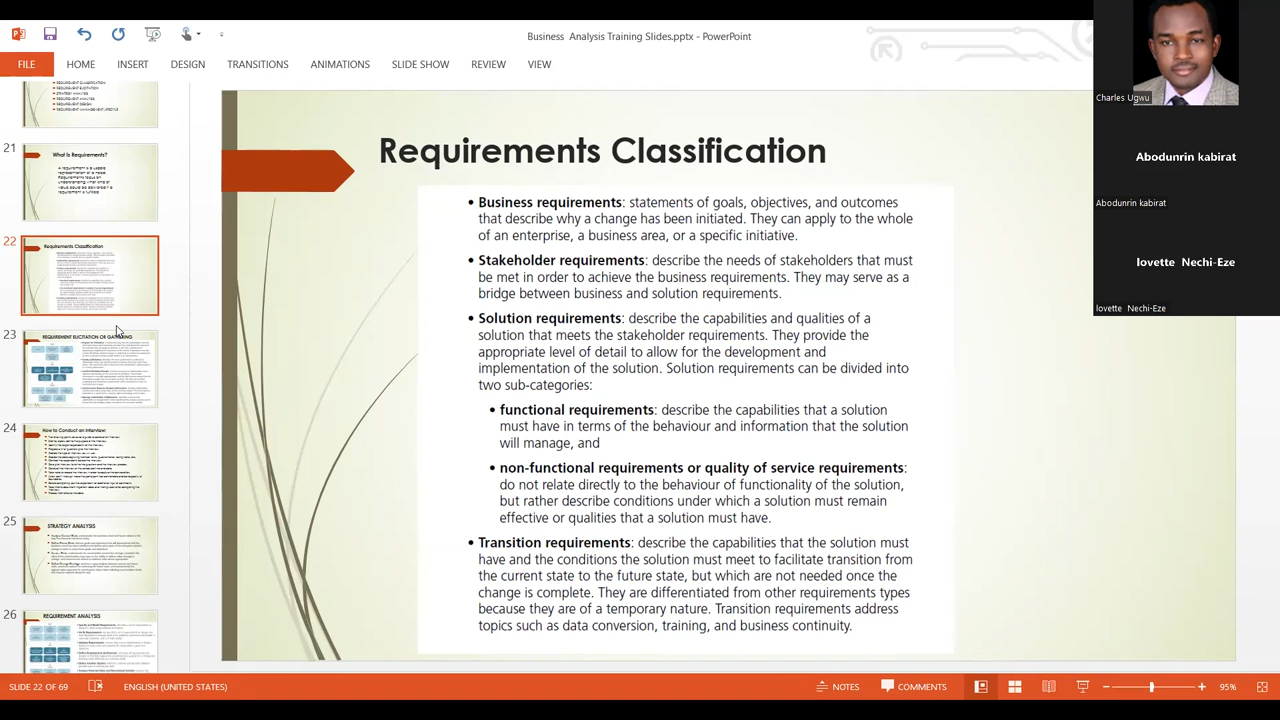 Business Analysis Training Slides.pptx - PowerPoint
FILE
HOME
INSERT
DESIGN
TRANSITIONS
ANIMATIONS
SLIDE SHOW
REVIEW
VIEW
Charles Ugwu
Abodunrin kabirat
Abodunrin kabirat
lovette Nechi-Eze
lovette Nechi-Eze
21
What Is Requirements?
22
Requirements Classification
23
REQUIREMENT ELICITATION OR GATHERING
24
How to Conduct an Interview:
25
STRATEGY ANALYSIS
26
REQUIREMENT ANALYSIS
Requirements Classification
• Business requirements: statements of goals, objectives, and outcomes
that describe why a change has been initiated. They can apply to the whole
of an enterprise, a business area, or a specific initiative.
• Stakeholder requirements: describe the needs of stakeholders that must
be met in order to achieve the business requirements. They may serve as a
bridge between business and solution requirements.
• Solution requirements: describe the capabilities and qualities of a
solution that meets the stakeholder requirements. They provide the
appropriate level of detail to allow for the development and
implementation of the solution. Solution requirements can be divided into
two sub-categories:
• functional requirements: describe the capabilities that a solution
must have in terms of the behaviour and information that the solution
will manage, and
• non-functional requirements or quality of service requirements:
do not relate directly to the behaviour of functionality of the solution,
but rather describe conditions under which a solution must remain
effective or qualities that a solution must have.
• Transition requirements: describe the capabilities that the solution must
have and the conditions the solution must meet to facilitate transition from
the current state to the future state, but which are not needed once the
change is complete. They are differentiated from other requirements types
because they are of a temporary nature. Transition requirements address
topics such as data conversion, training, and business continuity.
SLIDE 22 OF 69
ENGLISH (UNITED STATES)
NOTES
COMMENTS
95%